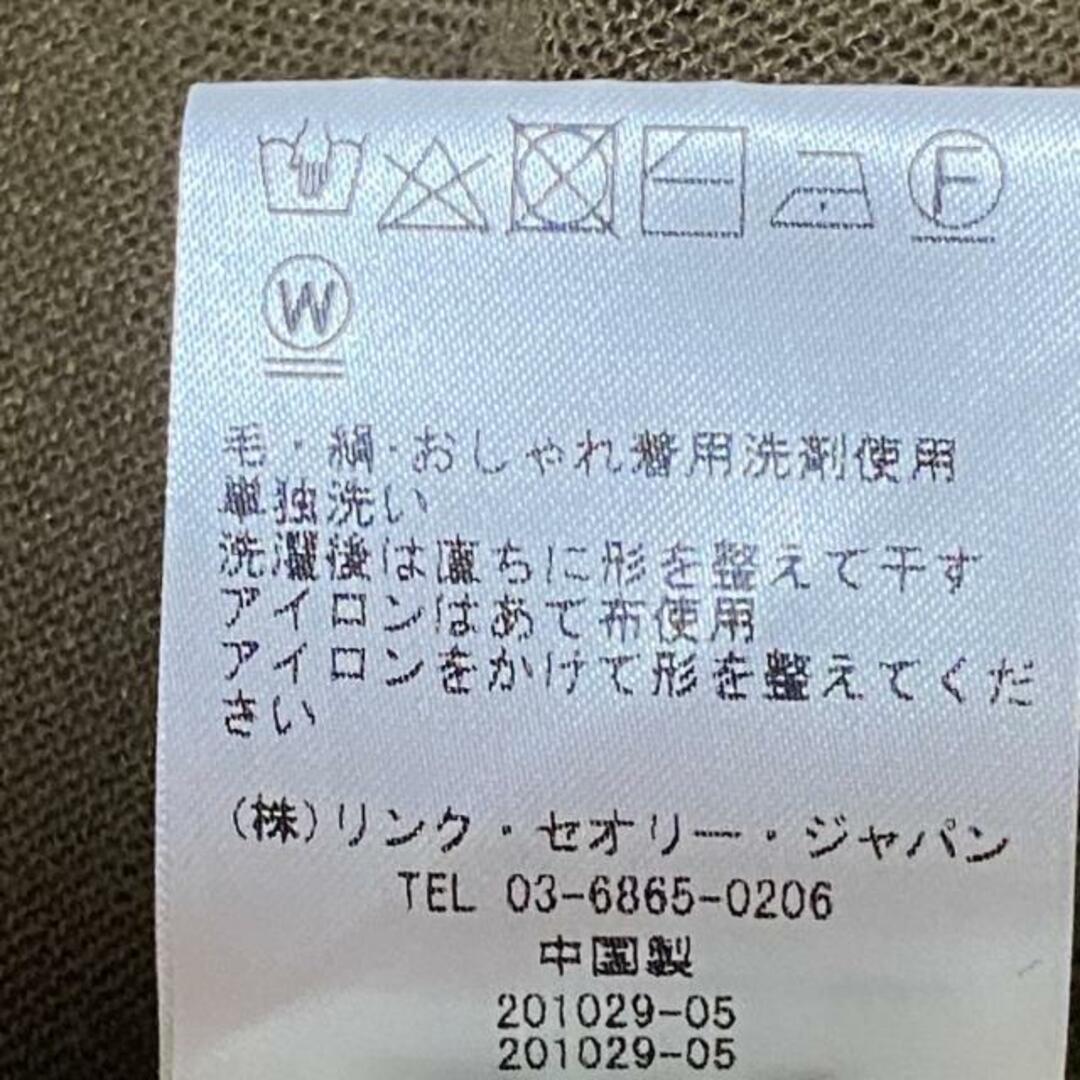 F
W
毛・絹・おしゃれ着用洗剤使用
単独洗い
洗濯後は直ちに形を整えて干す
アイロンはあて布使用
アイロンをかけて形を整えてくだ
さい
(株)リンク・セオリー・ジャパン
TEL 03-6865-0206
中国製
201029-05
201029-05